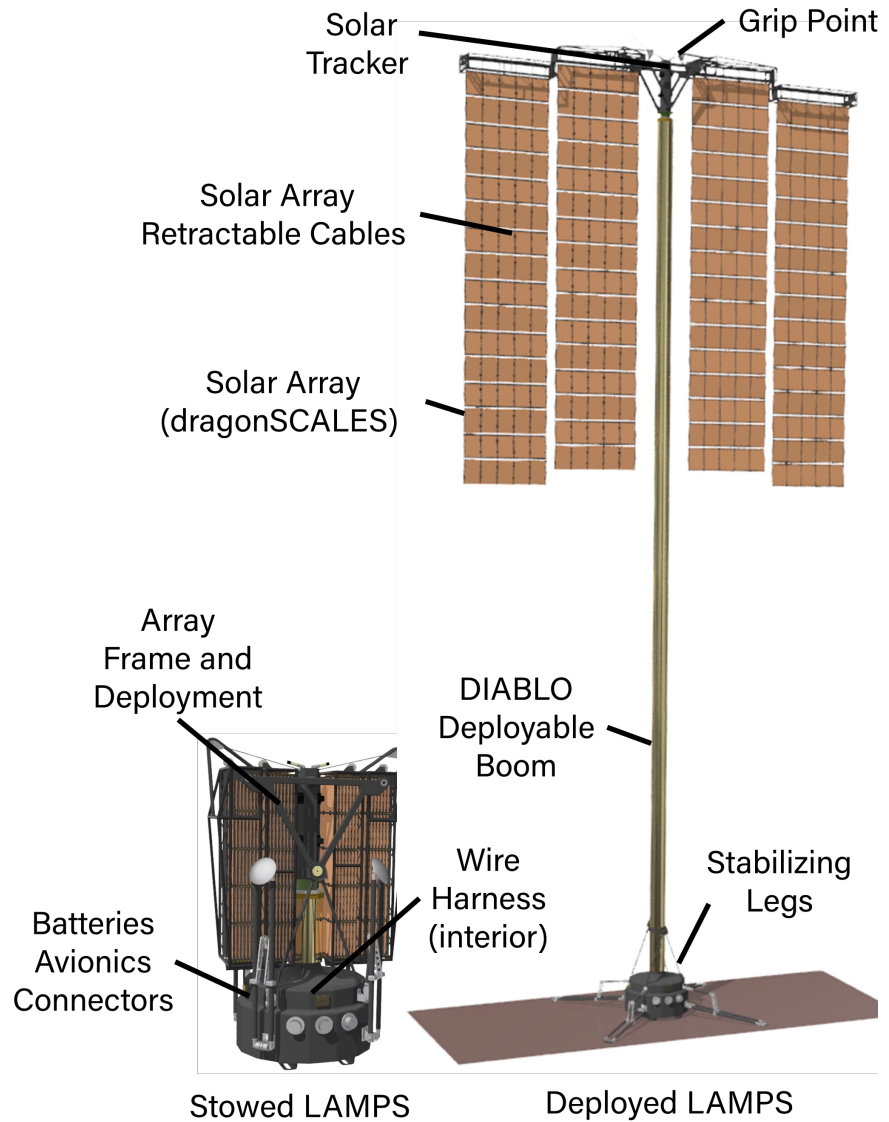 Solar
Tracker
Grip Point
Solar Array
Retractable Cables
Solar Array
(dragonSCALES)
Array
Frame and
Deployment
DIABLO
Deployable
Boom
Wire
Harness
(interior)
Stabilizing
Legs
Batteries
Avionics
Connectors
Stowed LAMPS
Deployed LAMPS